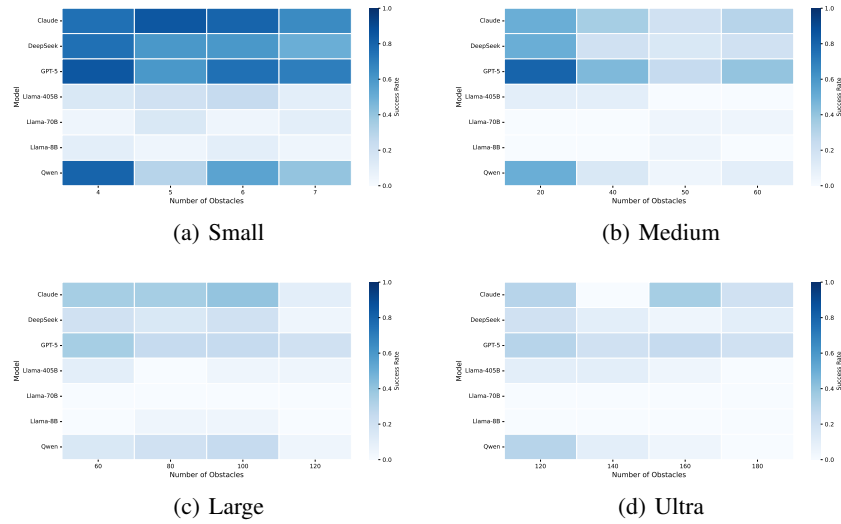 Claude
DeepSeek
GPT-5
Llama-405B
Llama-70B
Llama-8B
Qwen
Model
4 5 6 7
Number of Obstacles
1.0
0.8
0.6
0.4
0.2
0.0
Success Rate
(a) Small
Claude
DeepSeek
GPT-5
Llama-405B
Llama-70B
Llama-8B
Qwen
Model
20 40 50 60
Number of Obstacles
1.0
0.8
0.6
0.4
0.2
0.0
Success Rate
(b) Medium
Claude
DeepSeek
GPT-5
Llama-405B
Llama-70B
Llama-8B
Qwen
Model
60 80 100 120
Number of Obstacles
1.0
0.8
0.6
0.4
0.2
0.0
Success Rate
(c) Large
Claude
DeepSeek
GPT-5
Llama-405B
Llama-70B
Llama-8B
Qwen
Model
120 140 160 180
Number of Obstacles
1.0
0.8
0.6
0.4
0.2
0.0
Success Rate
(d) Ultra